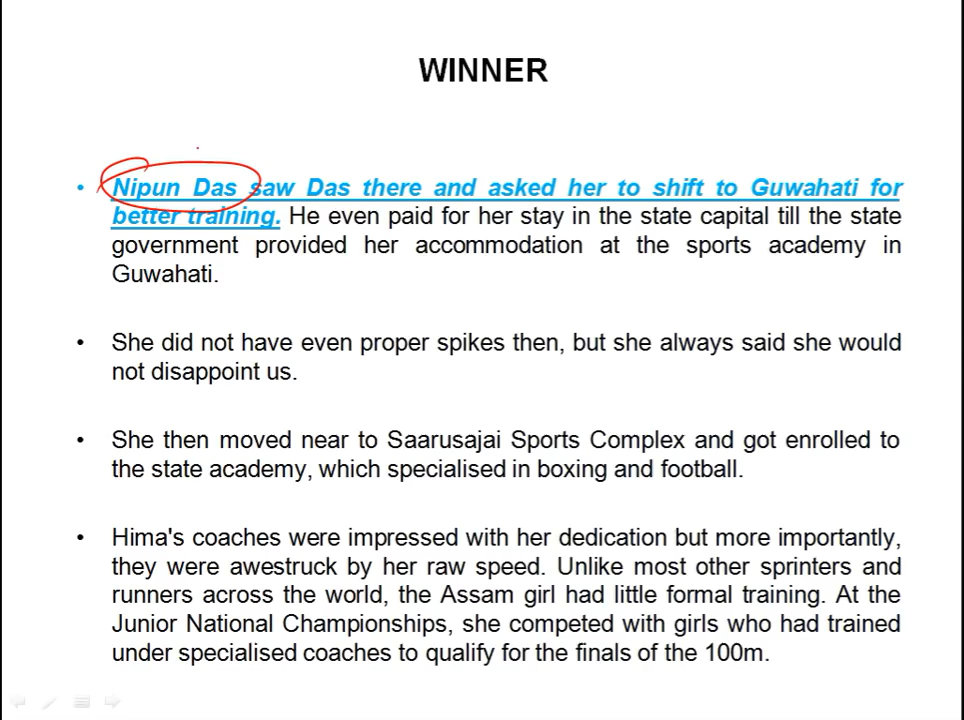 WINNER
• Nipun Das saw Das there and asked her to shift to Guwahati for
better training. He even paid for her stay in the state capital till the state
government provided her accommodation at the sports academy in
Guwahati.
• She did not have even proper spikes then, but she always said she would
not disappoint us.
• She then moved near to Saarusajai Sports Complex and got enrolled to
the state academy, which specialised in boxing and football.
• Hima's coaches were impressed with her dedication but more importantly,
they were awestruck by her raw speed. Unlike most other sprinters and
runners across the world, the Assam girl had little formal training. At the
Junior National Championships, she competed with girls who had trained
under specialised coaches to qualify for the finals of the 100m.